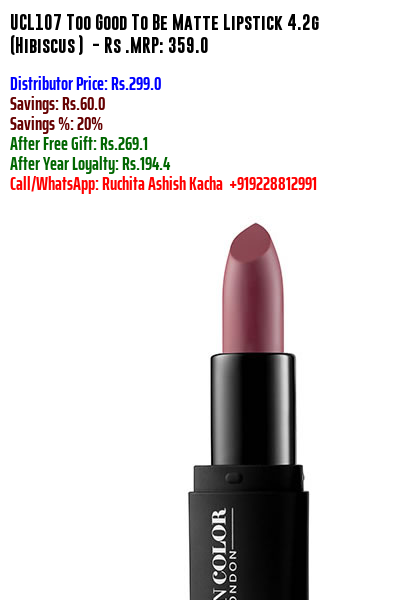 UCL107 Too Good To Be Matte Lipstick 4.2g
(Hibiscus ) - Rs .MRP: 359.0
Distributor Price: Rs.299.0
Savings: Rs.60.0
Savings %: 20%
After Free Gift: Rs.269.1
After Year Loyalty: Rs.194.4
Call/WhatsApp: Ruchita Ashish Kacha +919228812991
N COLOR
ONDON